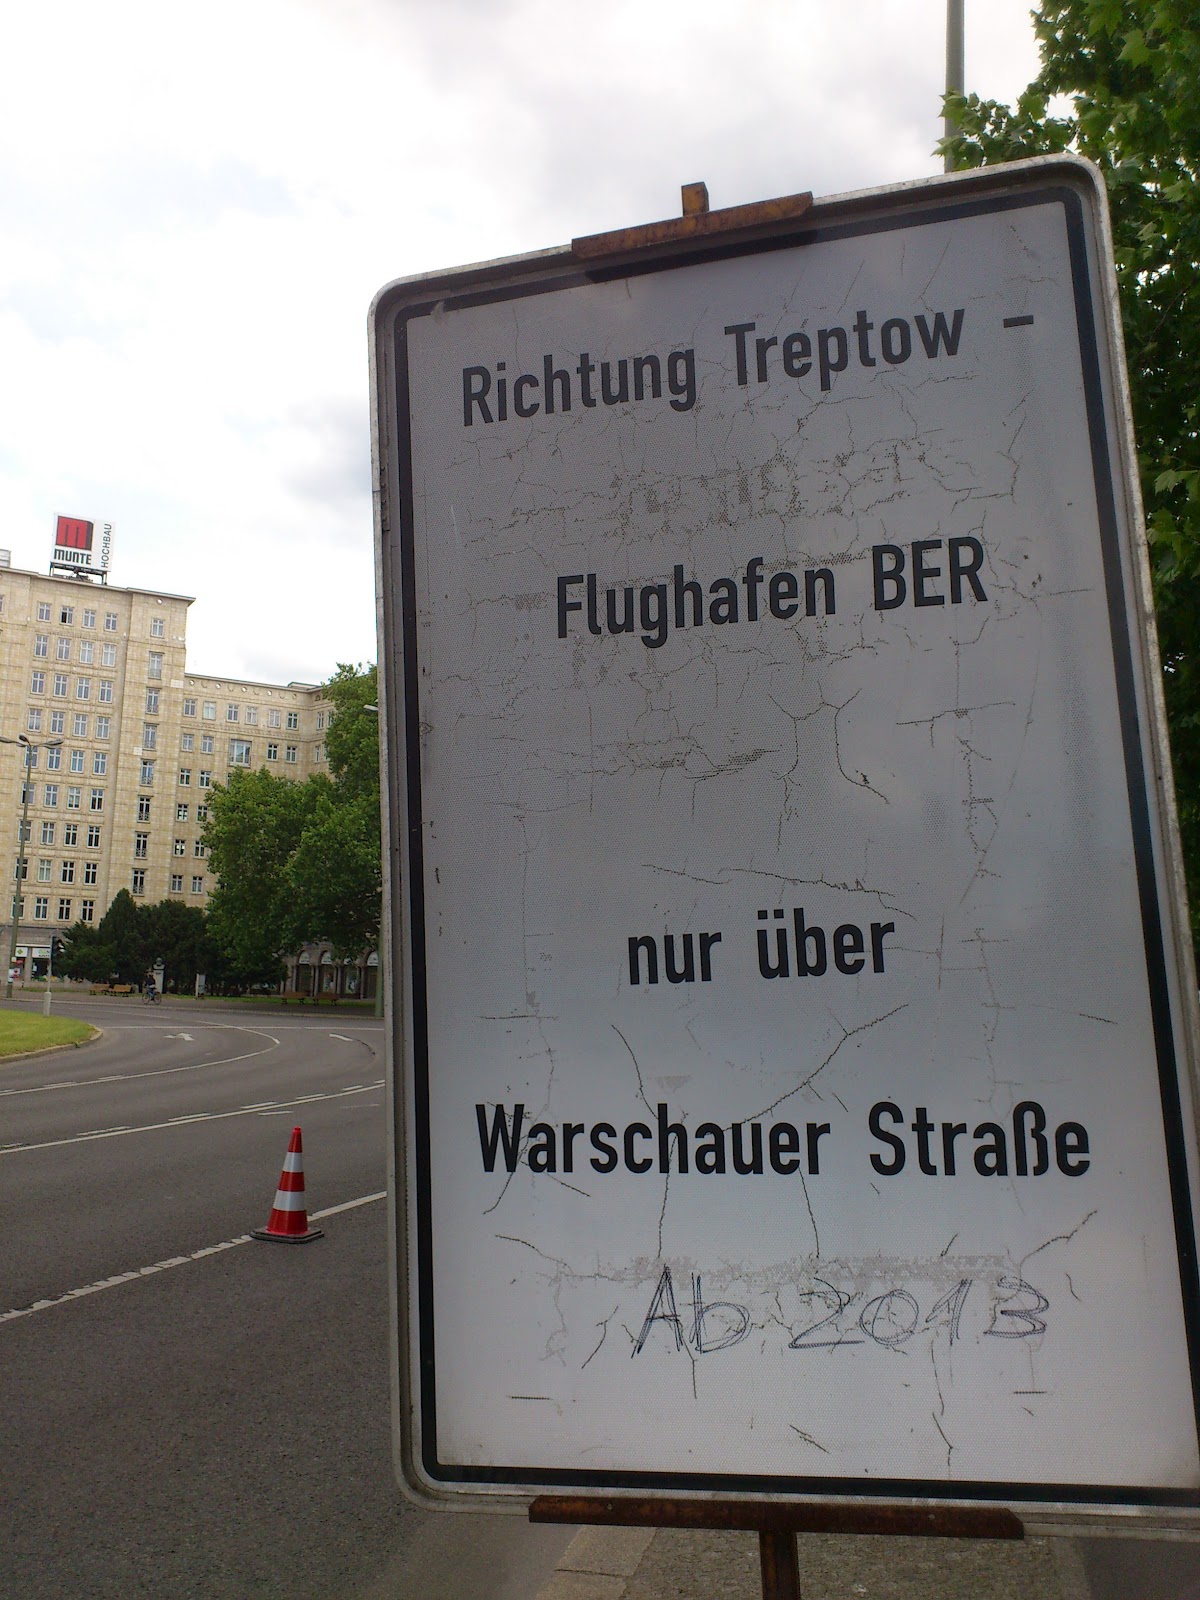 Richtung Treptow -
Flughafen BER
nur über
Warschauer Straße
Ab 2013
MUNTE
HOCHBAU